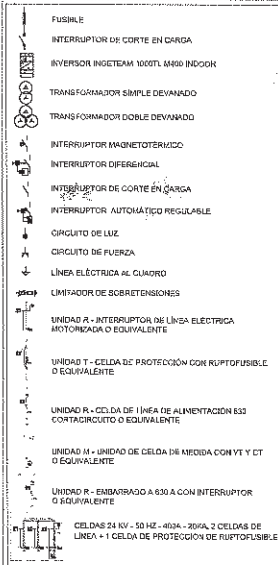 FUSIBLE
INTERRUPTOR DE CORTE EN CARGA
INVERSOR INGETEAM 1000TL M400 INDOOR
TRANSFORMADOR SIMPLE DEVANADO
TRANSFORMADOR DOBLE DEVANADO
INTERRUPTOR MAGNETOTÉRMICO
INTERRUPTOR DIFERENCIAL
INTERRUPTOR DE CORTE EN CARGA
INTERRUPTOR AUTOMÁTICO REGULABLE
CIRCUITO DE LUZ
CIRCUITO DE FUERZA
LÍNEA ELÉCTRICA AL CUADRO
LIMITADOR DE SOBRETENSIONES
UNIDAD R - INTERRUPTOR DE LÍNEA ELÉCTRICA
MOTORIZADA O EQUIVALENTE
UNIDAD T - CELDA DE PROTECCIÓN CON RUPTOFUSIBLE
O EQUIVALENTE
UNIDAD R - CELDA DE LÍNEA DE ALIMENTACIÓN 630
CORTACIRCUITO O EQUIVALENTE
UNIDAD M - UNIDAD DE CELDA DE MEDIDA CON VT Y CT
O EQUIVALENTE
UNIDAD R - EMBARRADO A 630 A CON INTERRUPTOR
O EQUIVALENTE
CELDAS 24 KV - 50 HZ - 400A - 20KA, 2 CELDAS DE
LÍNEA + 1 CELDA DE PROTECCIÓN DE RUPTOFUSIBLE